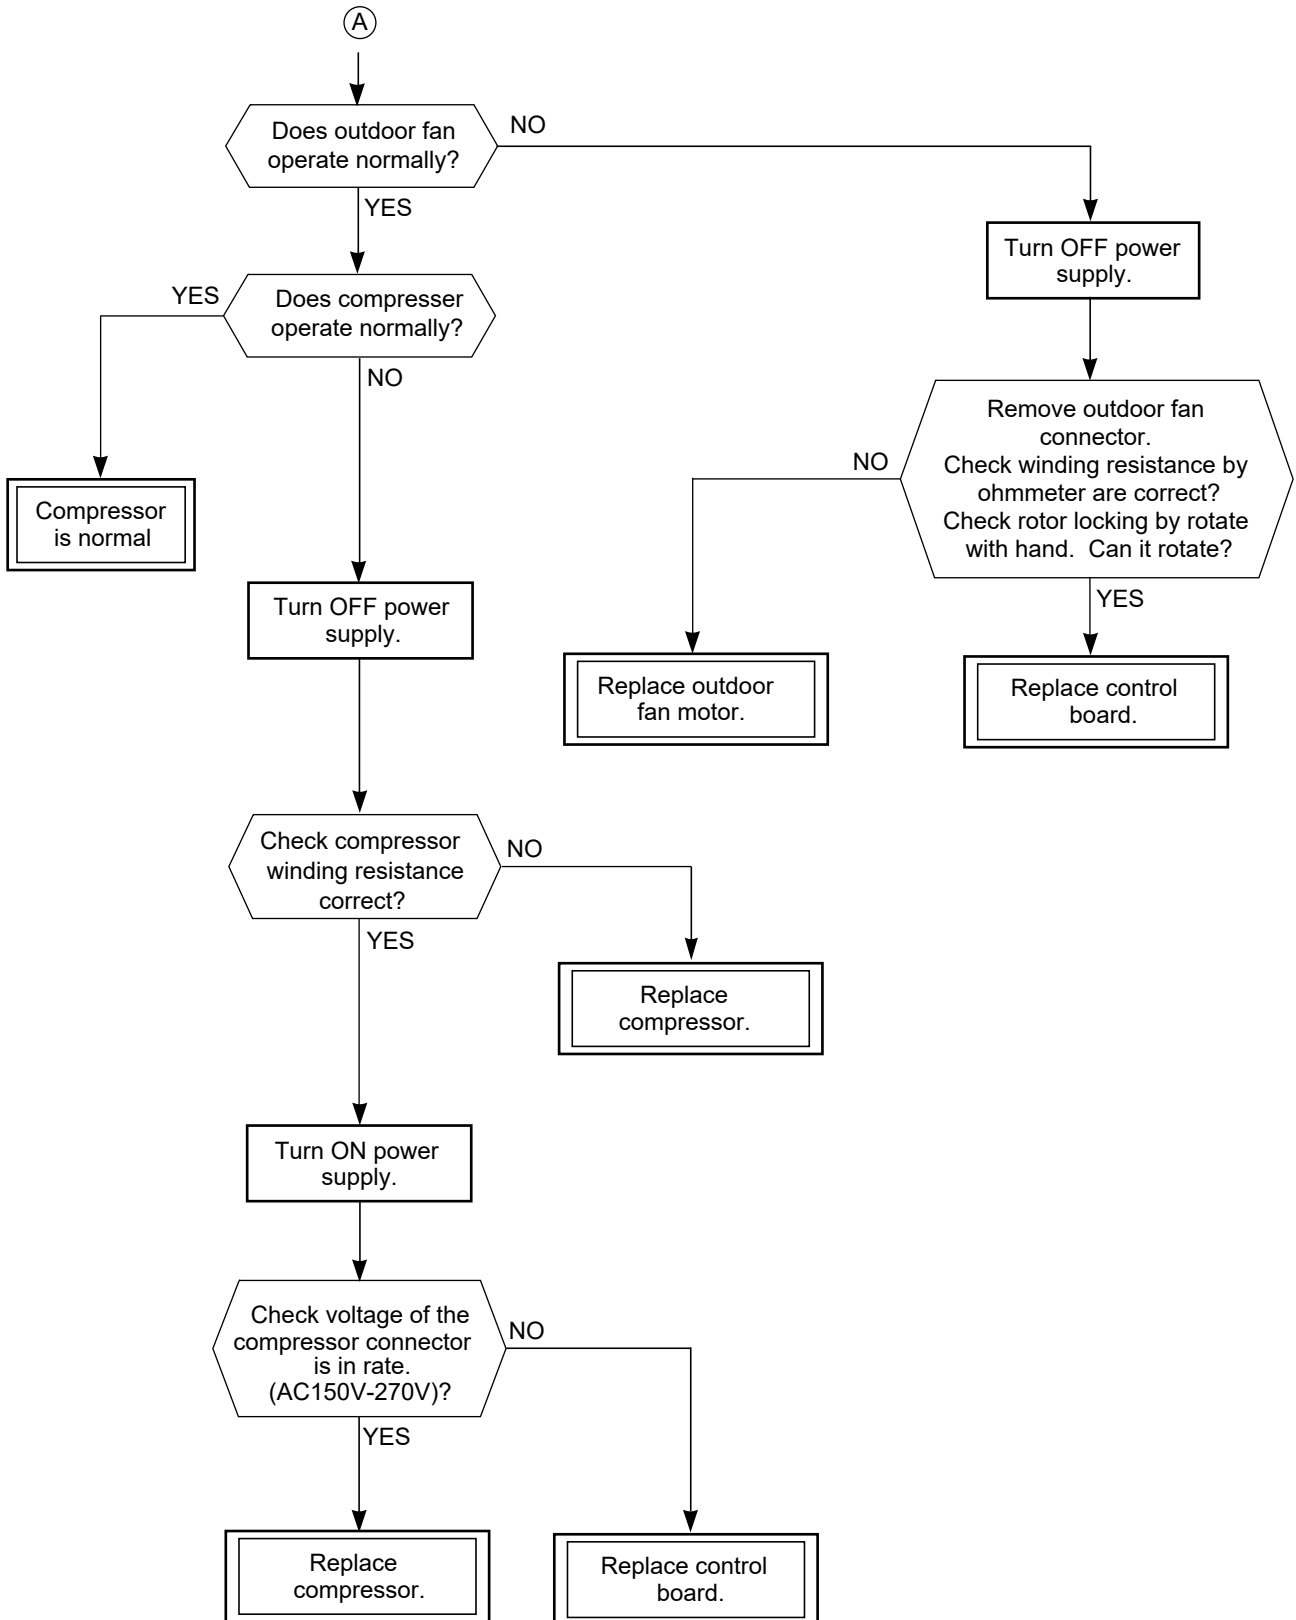 A
Does outdoor fan
operate normally?
NO
YES
Turn OFF power
supply.
YES
Does compresser
operate normally?
NO
Remove outdoor fan
connector.
Check winding resistance by
ohmmeter are correct?
Check rotor locking by rotate
with hand.  Can it rotate?
NO
YES
Compressor
is normal
Turn OFF power
supply.
Replace outdoor
fan motor.
Replace control
board.
Check compressor
winding resistance
correct?
NO
YES
Replace
compressor.
Turn ON power
supply.
Check voltage of the
compressor connector
is in rate.
(AC150V-270V)?
NO
YES
Replace
compressor.
Replace control
board.